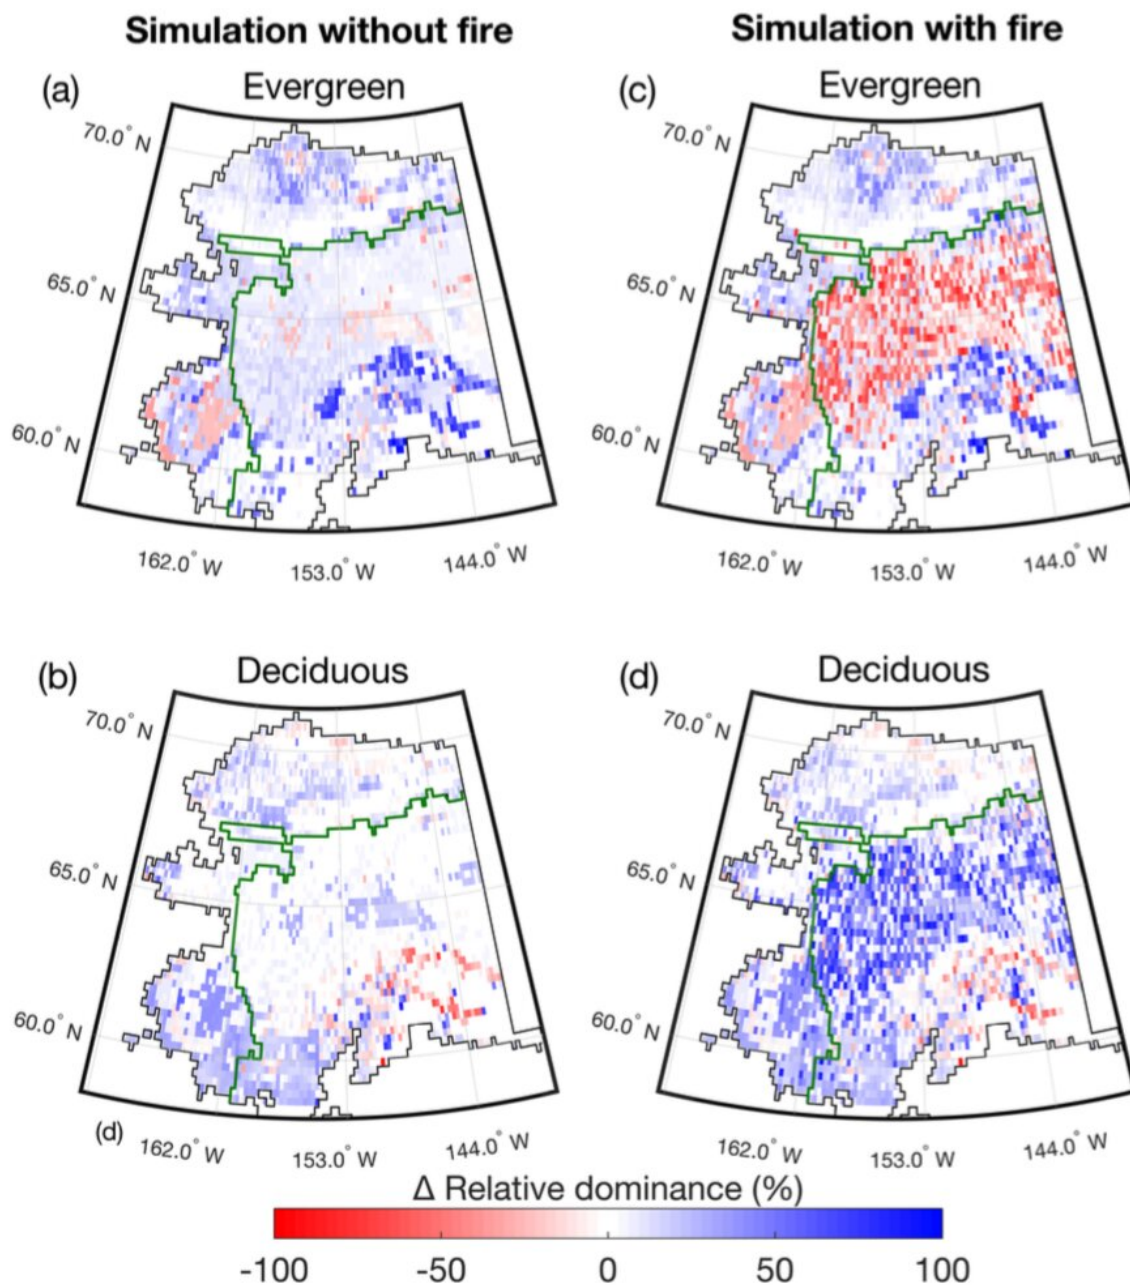 Simulation without fire
Simulation with fire
(a)
Evergreen
70.0° N
65.0° N
60.0° N
162.0° W
153.0° W
144.0° W
(c)
Evergreen
70.0° N
65.0° N
60.0° N
162.0° W
153.0° W
144.0° W
(b)
Deciduous
70.0° N
65.0° N
60.0° N
(d)
162.0° W
153.0° W
144.0° W
(d)
Deciduous
70.0° N
65.0° N
60.0° N
162.0° W
153.0° W
144.0° W
Δ Relative dominance (%)
-100 -50 0 50 100